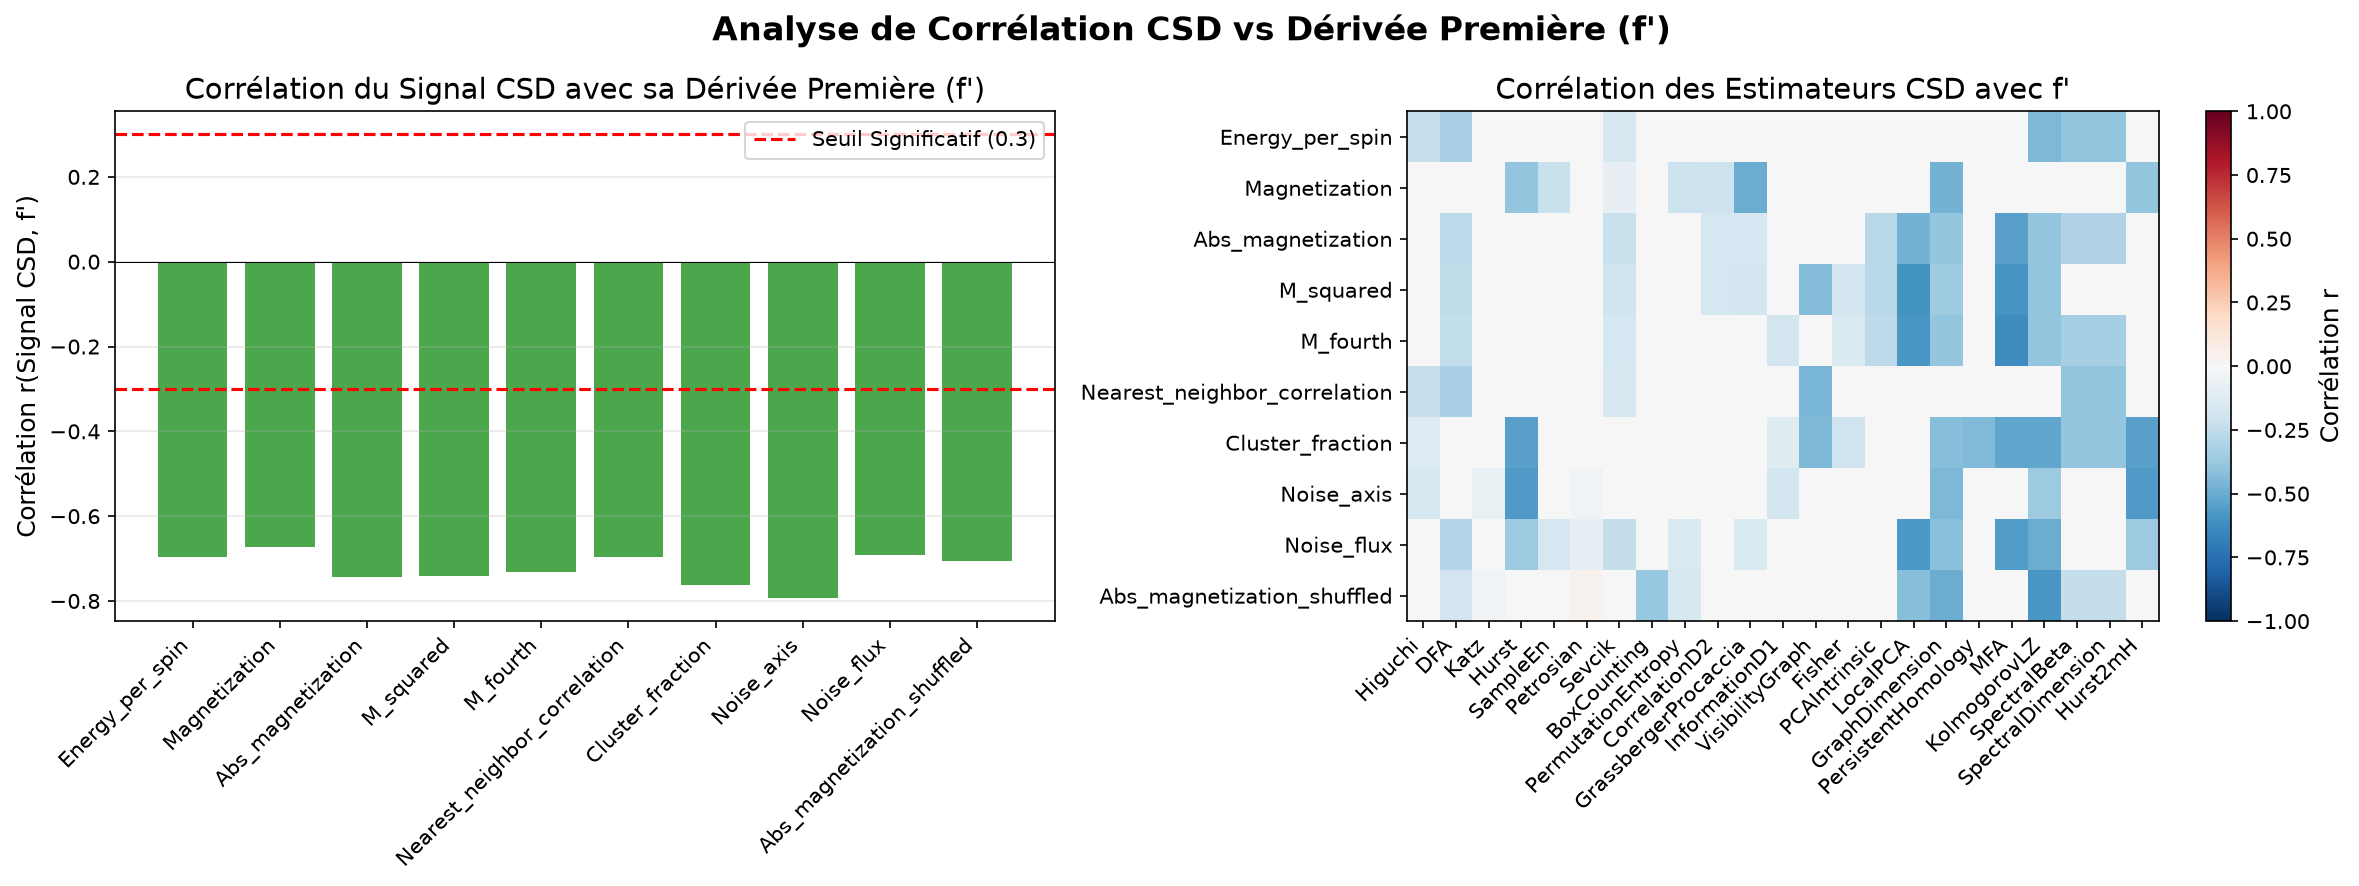 Analyse de Corrélation CSD vs Dérivée Première (f')
Corrélation du Signal CSD avec sa Dérivée Première (f')
Seuil Significatif (0.3)
Corrélation r(Signal CSD, f')
0.2
0.0
−0.2
−0.4
−0.6
−0.8
Energy_per_spin
Magnetization
Abs_magnetization
M_squared
M_fourth
Nearest_neighbor_correlation
Cluster_fraction
Noise_axis
Noise_flux
Abs_magnetization_shuffled
Corrélation des Estimateurs CSD avec f'
Energy_per_spin
Magnetization
Abs_magnetization
M_squared
M_fourth
Nearest_neighbor_correlation
Cluster_fraction
Noise_axis
Noise_flux
Abs_magnetization_shuffled
Higuchi
DFA
Katz
Hurst
SampleEn
Petrosian
Sevcik
BoxCounting
PermutationEntropy
CorrelationD2
GrassbergerProcaccia
InformationD1
VisibilityGraph
Fisher
PCAIntrinsic
LocalPCA
GraphDimension
PersistentHomology
MFA
KolmogorovLZ
SpectralBeta
SpectralDimension
Hurst2mH
1.00
0.75
0.50
0.25
0.00
−0.25
−0.50
−0.75
−1.00
Corrélation r